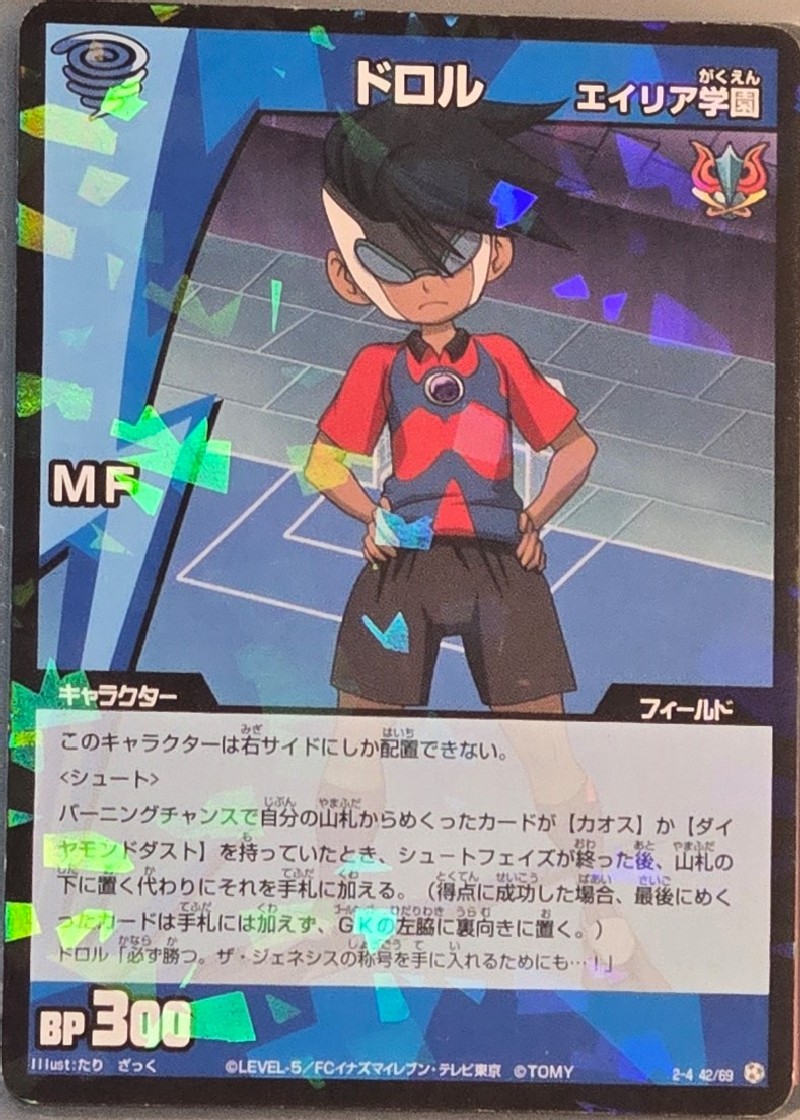 ドロル
エイリア学園
がくえん
MF
キャラクター
フィールド
このキャラクターは右サイドにしか配置できない。
<シュート>
バーニングチャンスで自分の山札からめくったカードが【カオス】か【ダイ
ヤモンドダスト】を持っていたとき、シュートフェイズが終った後、山札の
下に置く代わりにそれを手札に加える。（得点に成功した場合、最後にめく
ったカードは手札には加えず、GKの左脇に裏向きに置く。）
ドロル「必ず勝つ。ザ・ジェネシスの称号を手に入れるためにも…！」
BP300
Illust:たり ざっく
©LEVEL-5／FCイナズマイレブン・テレビ東京 ©TOMY
2-4 42/69